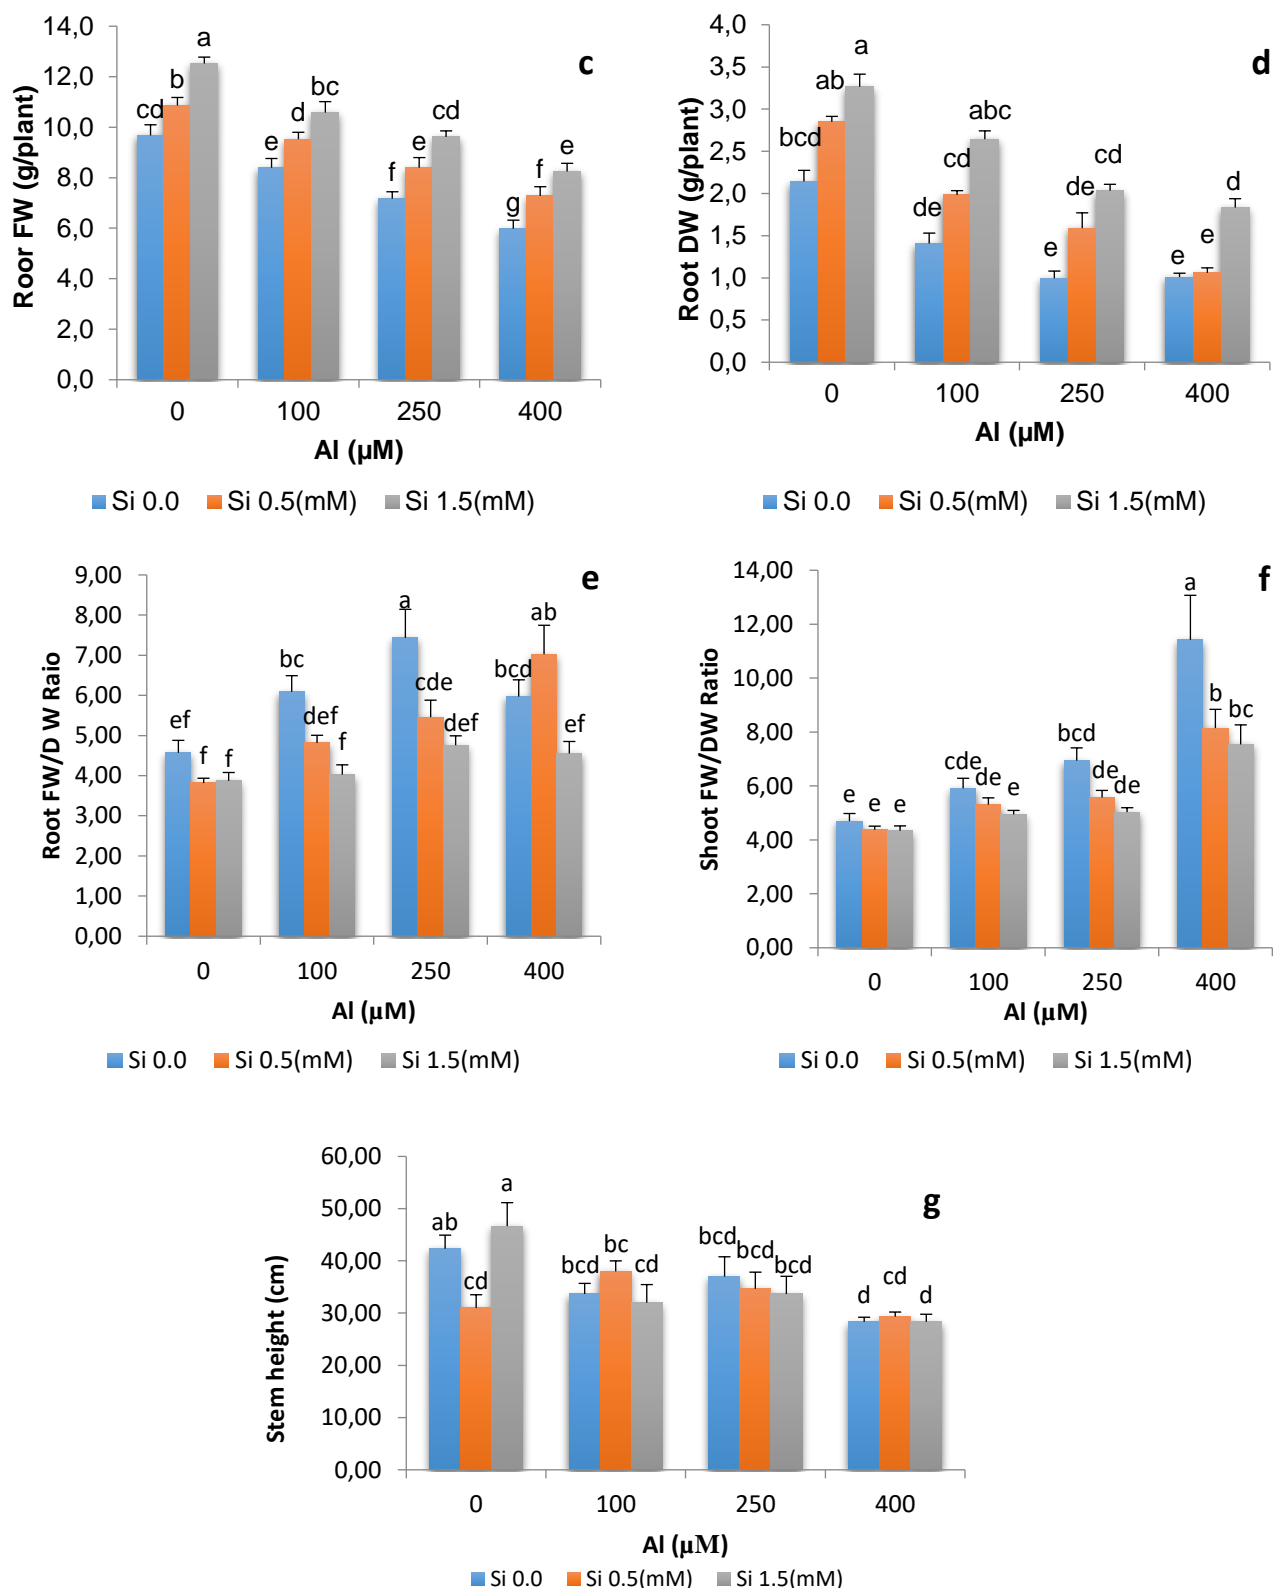 c
Roor FW (g/plant)
14,0
12,0
10,0
8,0
6,0
4,0
2,0
0,0
cd b a
e d bc
f e cd
g f e
0 100 250 400
Al (µM)
Si 0.0 Si 0.5(mM) Si 1.5(mM)
d
Root DW (g/plant)
4,0
3,5
3,0
2,5
2,0
1,5
1,0
0,5
0,0
bcd ab a
de cd abc
e de cd
e e d
0 100 250 400
Al (µM)
Si 0.0 Si 0.5(mM) Si 1.5(mM)
e
Root FW/D W Raio
9,00
8,00
7,00
6,00
5,00
4,00
3,00
2,00
1,00
0,00
ef f f
bc def f
a cde def
bcd ab ef
0 100 250 400
Al (µM)
Si 0.0 Si 0.5(mM) Si 1.5(mM)
f
Shoot FW/DW Ratio
14,00
12,00
10,00
8,00
6,00
4,00
2,00
0,00
e e e
cde de e
bcd de de
a b bc
0 100 250 400
Al (µM)
Si 0.0 Si 0.5(mM) Si 1.5(mM)
g
Stem height (cm)
60,00
50,00
40,00
30,00
20,00
10,00
0,00
ab cd a
bcd bc cd
bcd bcd bcd
d cd d
0 100 250 400
Al (µM)
Si 0.0 Si 0.5(mM) Si 1.5(mM)